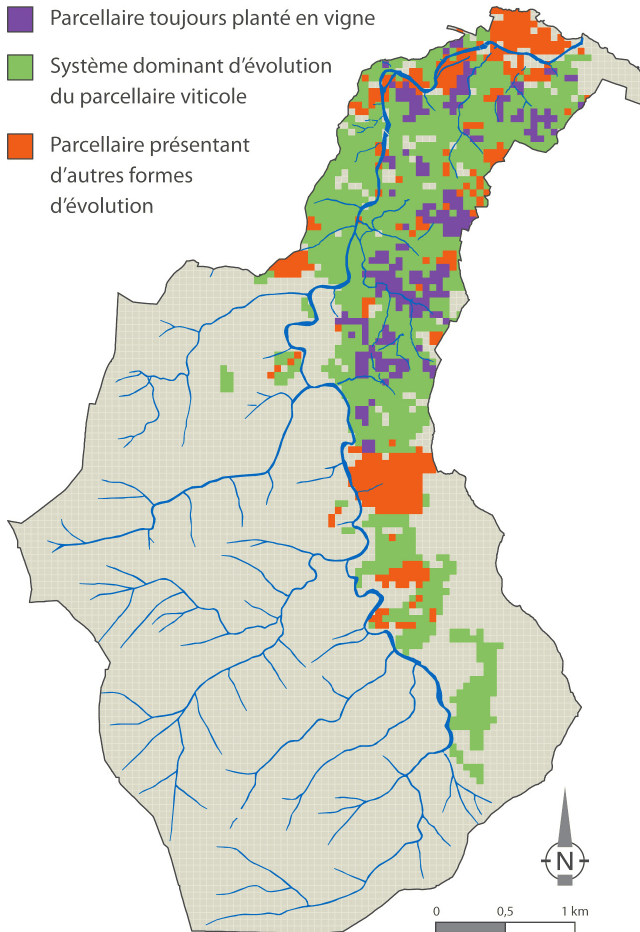 Parcellaire toujours planté en vigne
Système dominant d’évolution
du parcellaire viticole
Parcellaire présentant
d’autres formes
d’évolution
N
0 0,5 1 km